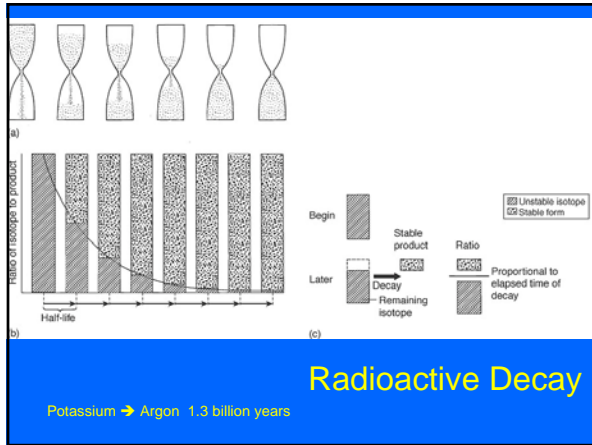 (a)
Ratio of isotope to product
Half-life
(b)
Begin
Later
Stable
product
Decay
Remaining
isotope
Ratio
Proportional to
elapsed time of
decay
Unstable isotope
Stable form
(c)
Radioactive Decay
Potassium ➔ Argon 1.3 billion years